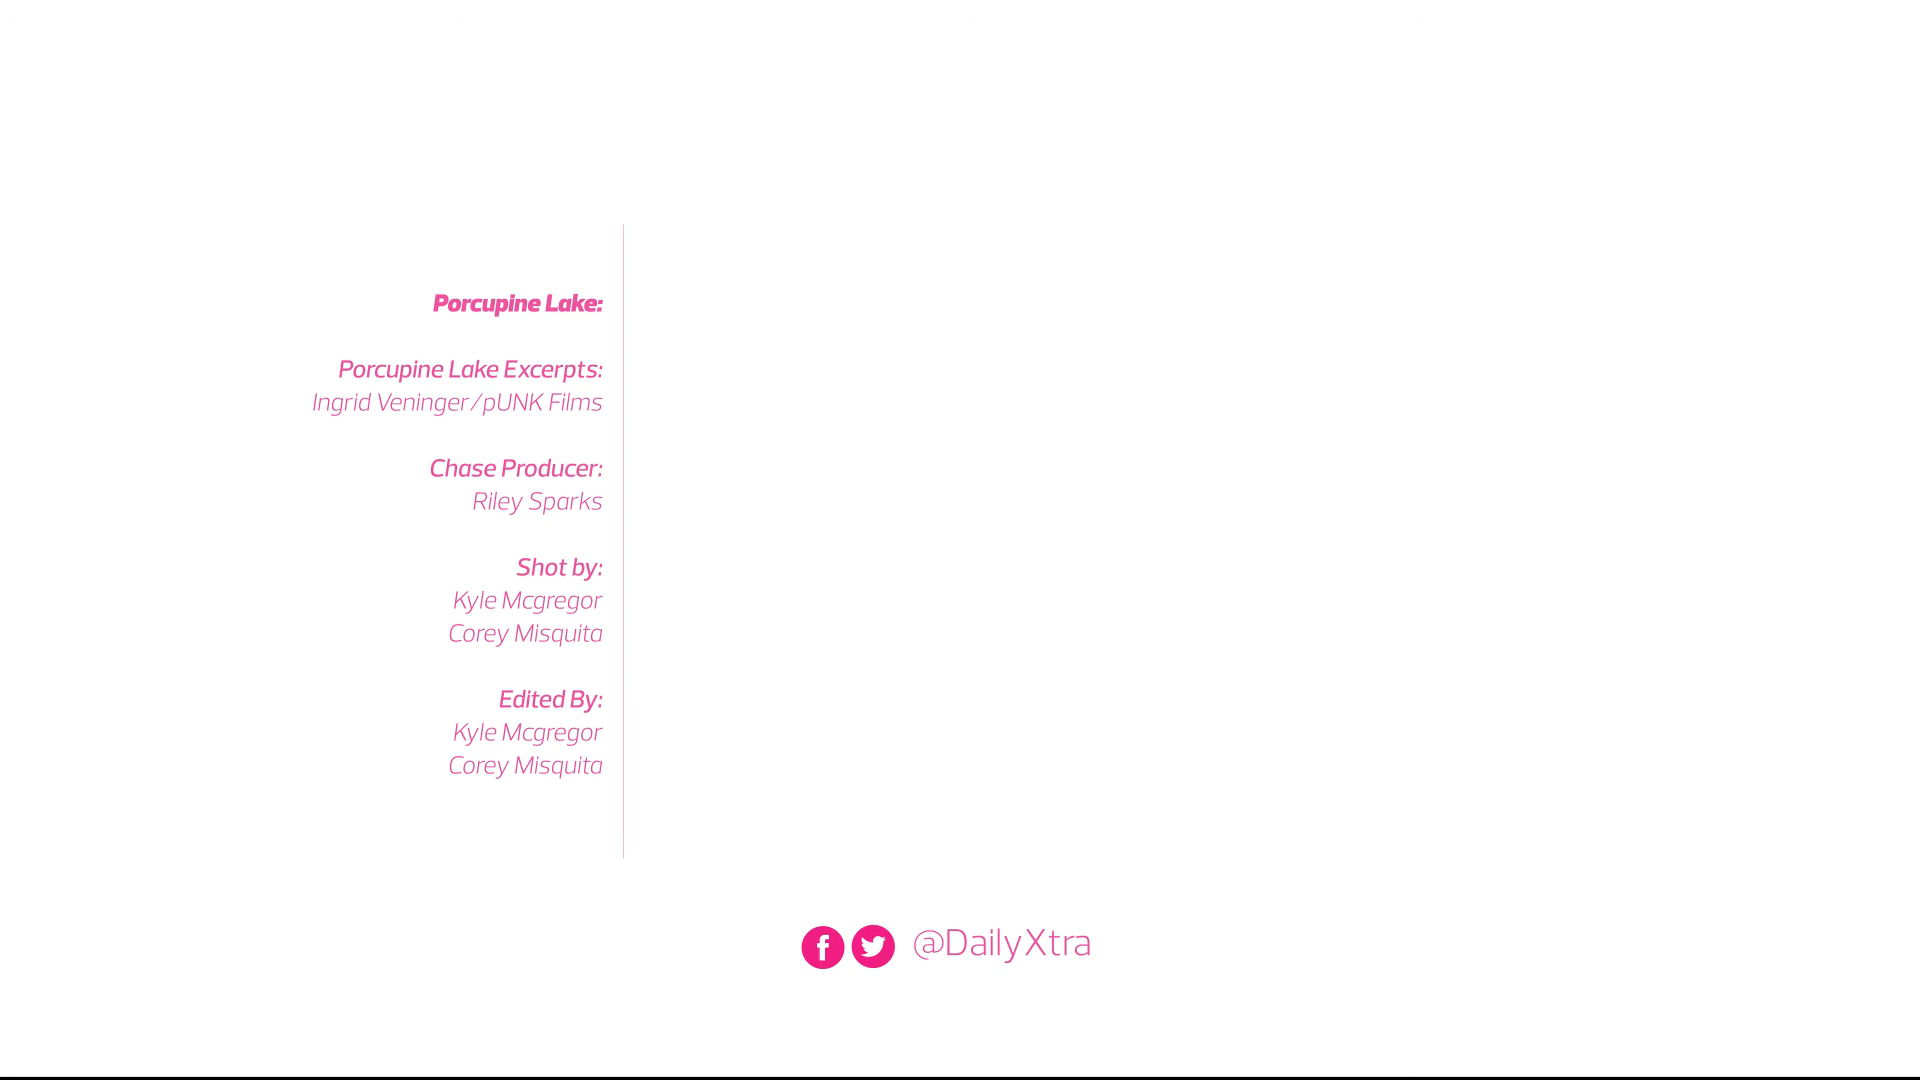 Porcupine Lake:
Porcupine Lake Excerpts:
Ingrid Veninger/pUNK Films
Chase Producer:
Riley Sparks
Shot by:
Kyle Mcgregor
Corey Misquita
Edited By:
Kyle Mcgregor
Corey Misquita
@DailyXtra